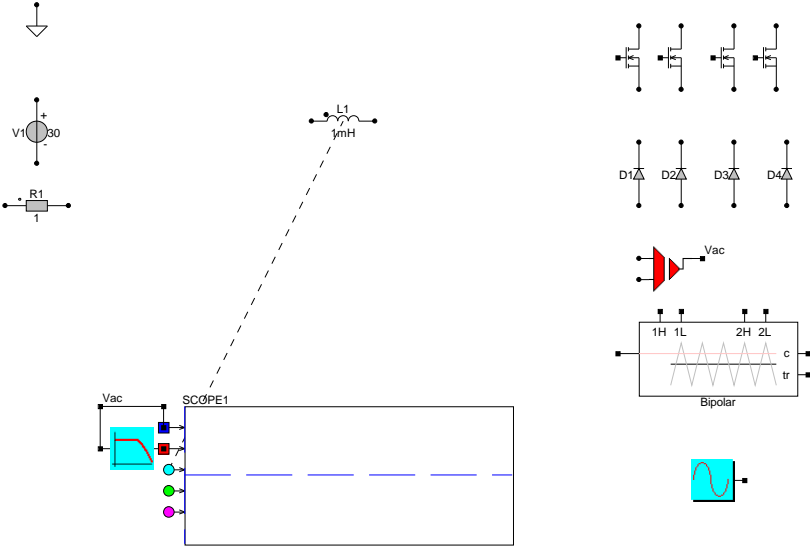 V1
+
30
-
R1
1
L1
1mH
D1
D2
D3
D4
Vac
1H 1L 2H 2L
c
tr
Bipolar
Vac
SCOPE1